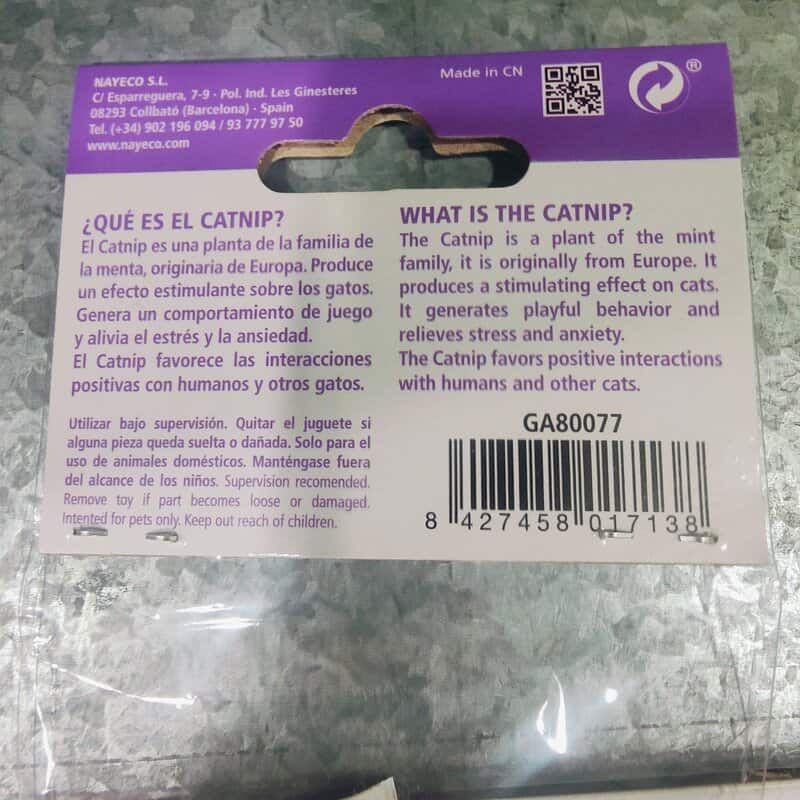 NAYECO S.L.
C/ Esparreguera, 7-9 · Pol. Ind. Les Ginesteres
08293 Collbató (Barcelona) - Spain
Tel. (+34) 902 196 094 / 93 777 97 50
www.nayeco.com
Made in CN
®
¿QUÉ ES EL CATNIP?
El Catnip es una planta de la familia de
la menta, originaria de Europa. Produce
un efecto estimulante sobre los gatos.
Genera un comportamiento de juego
y alivia el estrés y la ansiedad.
El Catnip favorece las interacciones
positivas con humanos y otros gatos.
Utilizar bajo supervisión. Quitar el juguete si
alguna pieza queda suelta o dañada. Solo para el
uso de animales domésticos. Manténgase fuera
del alcance de los niños. Supervision recomended.
Remove toy if part becomes loose or damaged.
Intented for pets only. Keep out reach of children.
WHAT IS THE CATNIP?
The Catnip is a plant of the mint
family, it is originally from Europe. It
produces a stimulating effect on cats.
It generates playful behavior and
relieves stress and anxiety.
The Catnip favors positive interactions
with humans and other cats.
GA80077
8 427458 017138